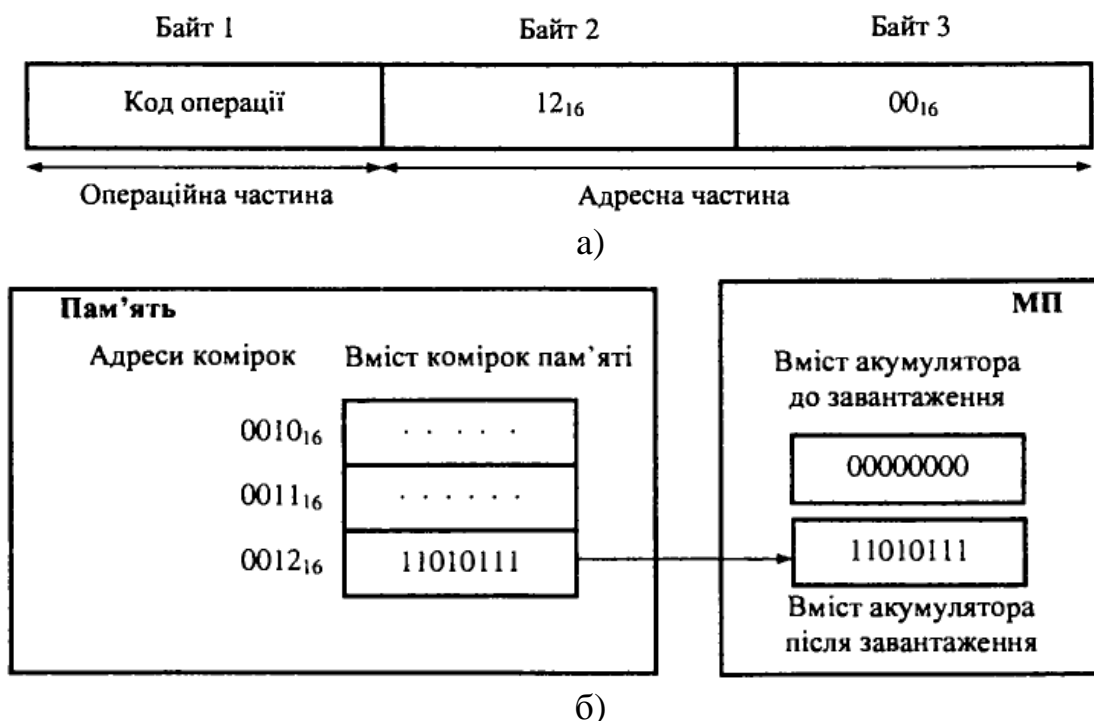 Байт 1 Байт 2 Байт 3
Код операції 12₁₆ 00₁₆
Операційна частина Адресна частина
а)
Пам’ять МП
Адреси комірок Вміст комірок пам’яті
Вміст акумулятора
до завантаження
0010₁₆ . . . . .
00000000
0011₁₆ . . . . . .
0012₁₆ 11010111 11010111
Вміст акумулятора
після завантаження
б)